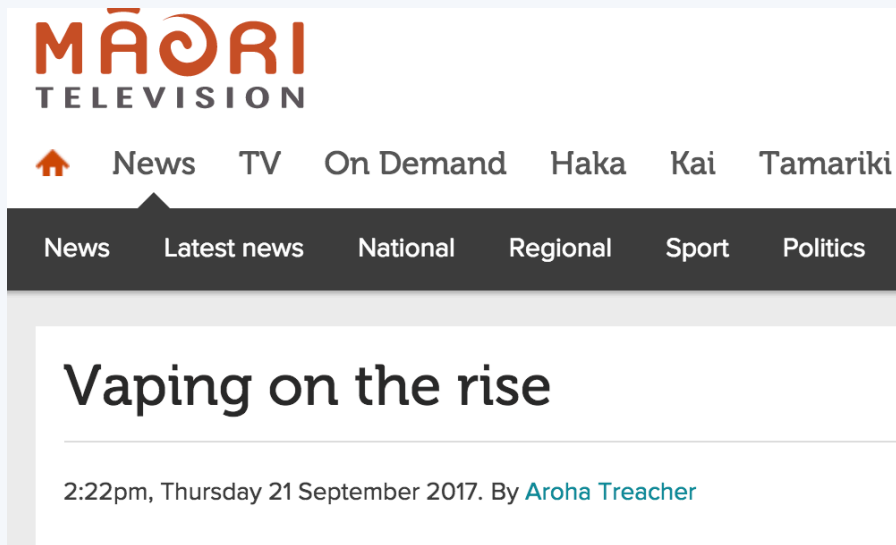 MĀORI
TELEVISION
News TV On Demand Haka Kai Tamariki
News Latest news National Regional Sport Politics
Vaping on the rise
2:22pm, Thursday 21 September 2017. By Aroha Treacher